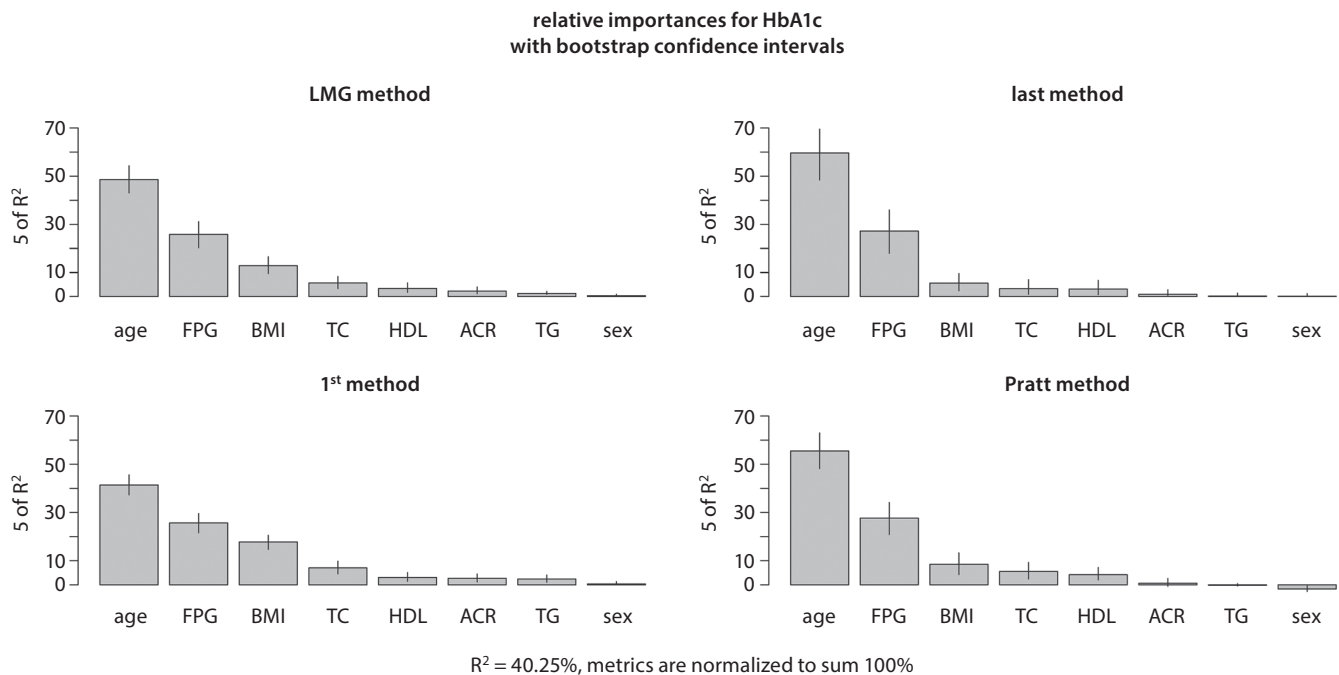 relative importances for HbA1c
with bootstrap confidence intervals
LMG method
5 of R²
70
50
30
10
0
age FPG BMI TC HDL ACR TG sex
last method
5 of R²
70
50
30
10
0
age FPG BMI TC HDL ACR TG sex
1st method
5 of R²
70
50
30
10
0
age FPG BMI TC HDL ACR TG sex
Pratt method
5 of R²
70
50
30
10
0
age FPG BMI TC HDL ACR TG sex
R² = 40.25%, metrics are normalized to sum 100%